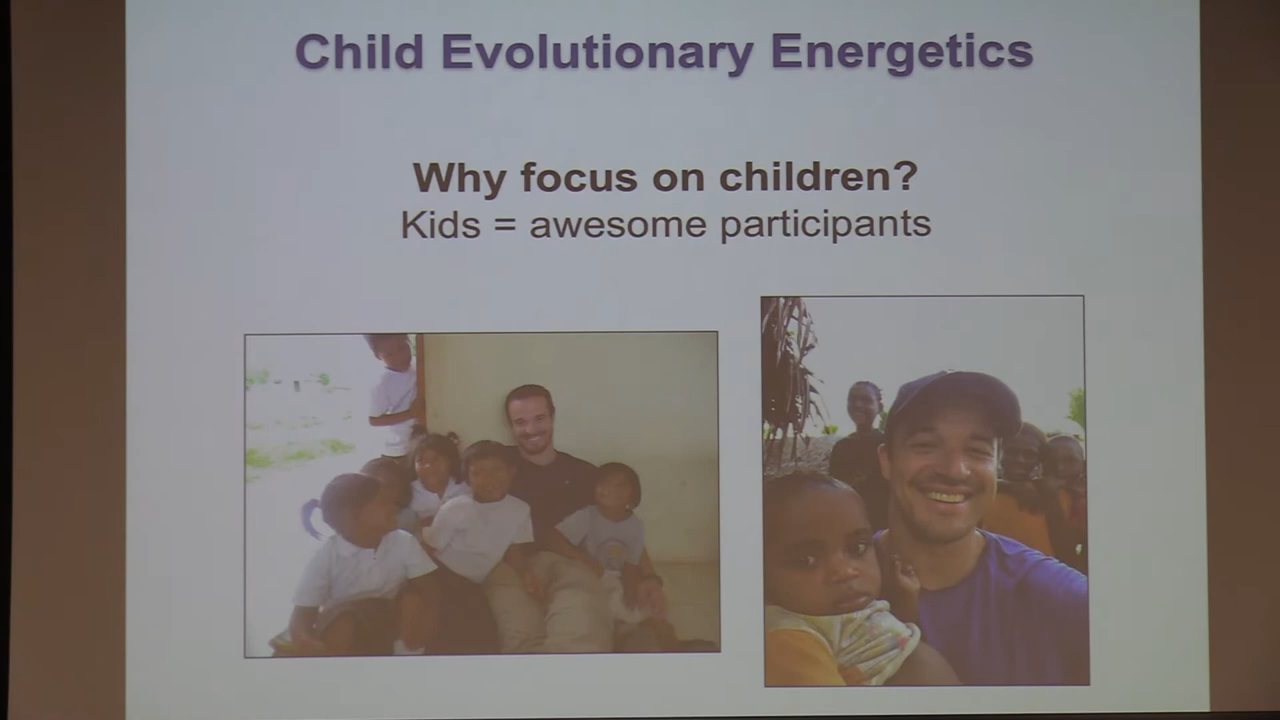 Child Evolutionary Energetics
Why focus on children?
Kids = awesome participants